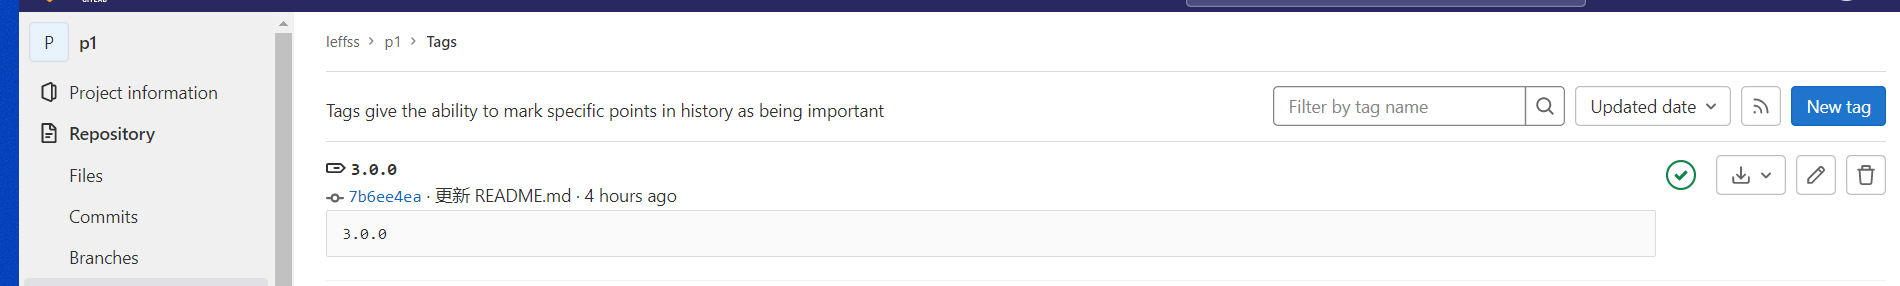 P p1
Project information
Repository
Files
Commits
Branches
leffss > p1 > Tags
Tags give the ability to mark specific points in history as being important
Filter by tag name
Updated date
New tag
3.0.0
7b6ee4ea · 更新 README.md · 4 hours ago
3.0.0